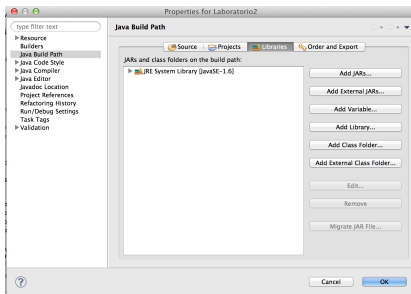 Properties for Laboratorio2
type filter text
Resource
Builders
Java Build Path
Java Code Style
Java Compiler
Java Editor
Javadoc Location
Project References
Refactoring History
Run/Debug Settings
Task Tags
Validation
Java Build Path
Source
Projects
Libraries
Order and Export
JARs and class folders on the build path:
JRE System Library [JavaSE-1.6]
Add JARs...
Add External JARs...
Add Variable...
Add Library...
Add Class Folder...
Add External Class Folder...
Edit...
Remove
Migrate JAR File...
?
Cancel
OK